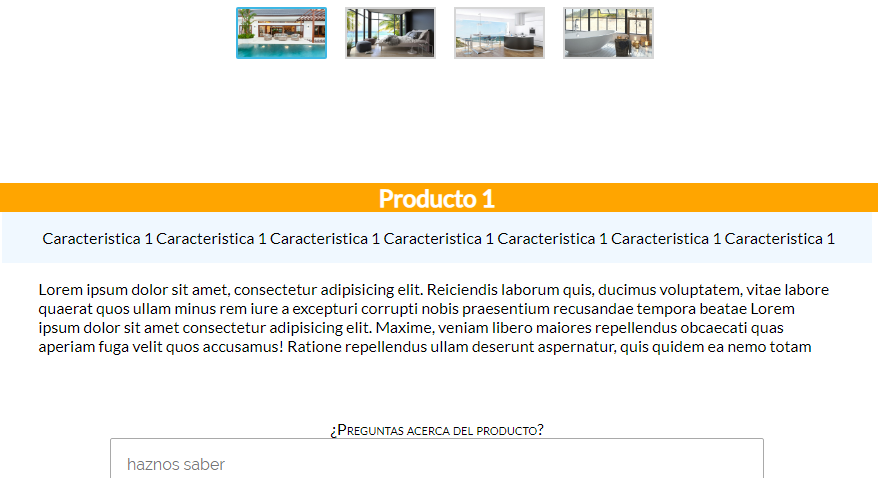 Producto 1
Caracteristica 1 Caracteristica 1 Caracteristica 1 Caracteristica 1 Caracteristica 1 Caracteristica 1 Caracteristica 1
Lorem ipsum dolor sit amet, consectetur adipisicing elit. Reiciendis laborum quis, ducimus voluptatem, vitae labore
quaerat quos ullam minus rem iure a excepturi corrupti nobis praesentium recusandae tempora beatae Lorem
ipsum dolor sit amet consectetur adipisicing elit. Maxime, veniam libero maiores repellendus obcaecati quas
aperiam fuga velit quos accusamus! Ratione repellendus ullam deserunt aspernatur, quis quidem ea nemo totam
¿Preguntas acerca del producto?
haznos saber